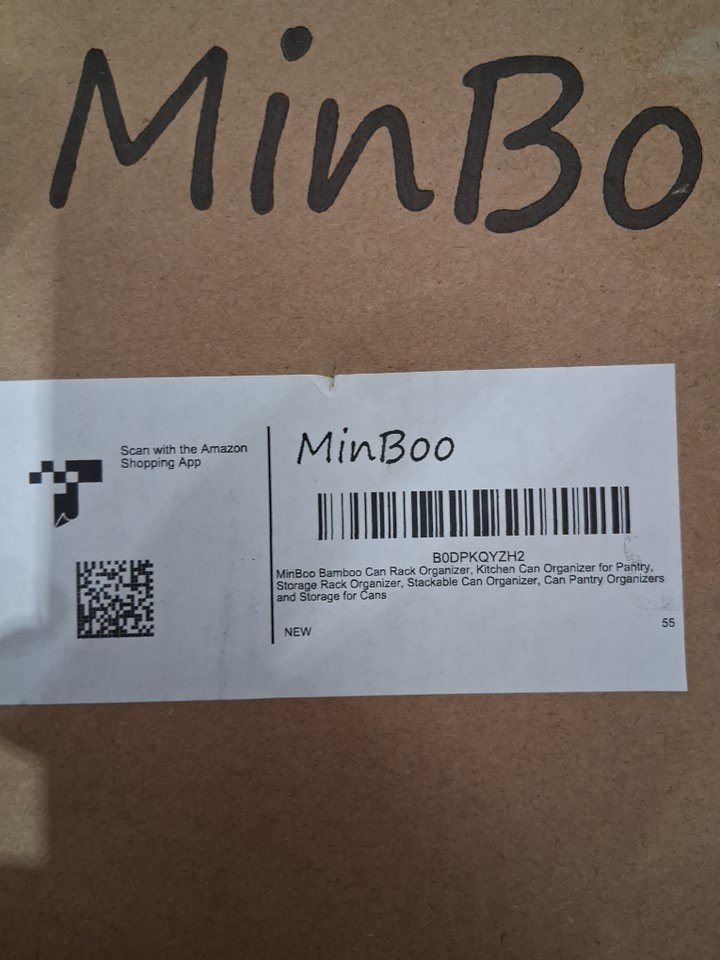 MinBo
Scan with the Amazon
Shopping App
MinBoo
B0DPKQYZH2
MinBoo Bamboo Can Rack Organizer, Kitchen Can Organizer for Pantry,
Storage Rack Organizer, Stackable Can Organizer, Can Pantry Organizers
and Storage for Cans
NEW
55